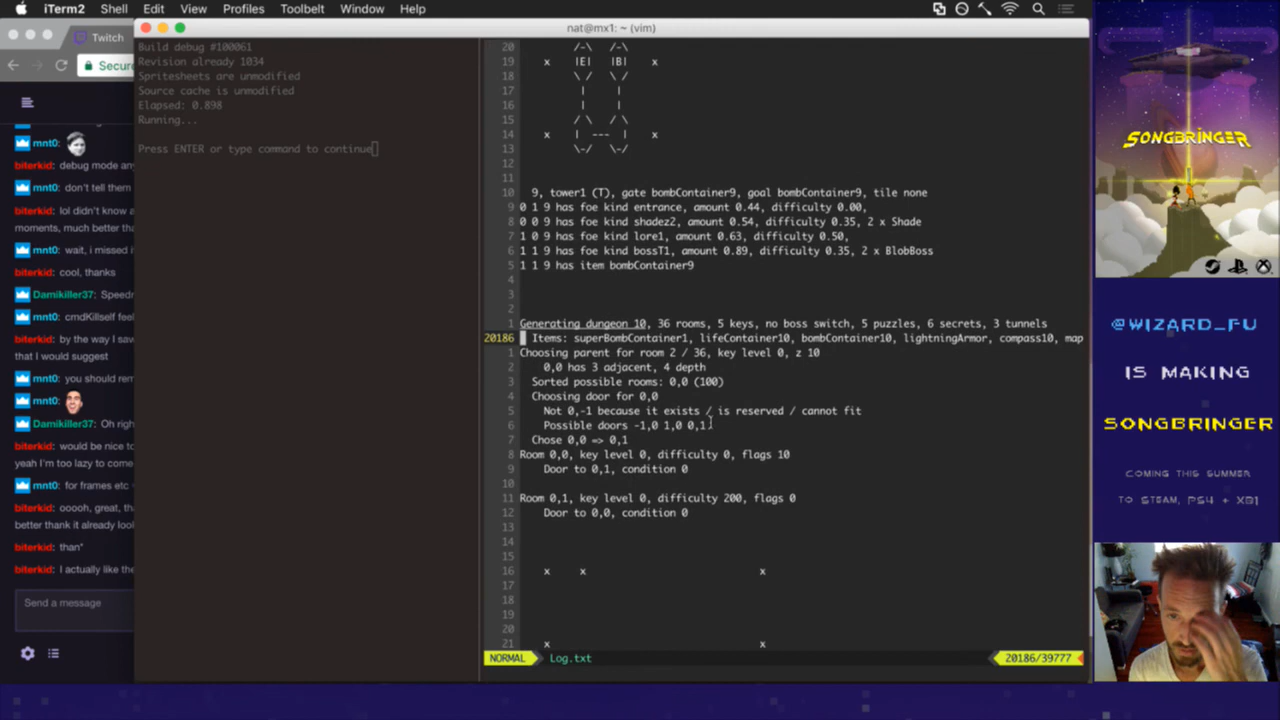 iTerm2 Shell Edit View Profiles Toolbelt Window Help
nat@mx1: ~ (vim)
Twitch
Secure
mnt0:
biterkid: debug mode any
mnt0: don't tell them
biterkid: lol didn't know a
moments, much better tha
mnt0: wait, i missed i
biterkid: cool, thanks
Damikiller37: Speedr
mnt0: cmdKillself feel
biterkid: by the way I sav
that I would suggest
mnt0: you should rem
mnt0:
Damikiller37: Oh righ
biterkid: would be nice to
yeah I'm too lazy to come
biterkid: for frames etc
biterkid: ooooh, great, th
better thank it already look
biterkid: than*
biterkid: I actually like the
Send a message
Build debug #100061
Revision already 1034
Spritesheets are unmodified
Source cache is unmodified
Elapsed: 0.898
Running...
Press ENTER or type command to continue
20 /-\ /-\
19 x |E| |B| x
18 \ / \ /
17 | |
16 | |
15 / \ / \
14 x | --- | x
13 \-/ \-/
12
11
10 9, tower1 (T), gate bombContainer9, goal bombContainer9, tile none
9 0 1 9 has foe kind entrance, amount 0.44, difficulty 0.00,
8 0 0 9 has foe kind shadez2, amount 0.54, difficulty 0.35, 2 x Shade
7 1 0 9 has foe kind lore1, amount 0.63, difficulty 0.50,
6 1 1 9 has foe kind bossT1, amount 0.89, difficulty 0.35, 2 x BlobBoss
5 1 1 9 has item bombContainer9
4
3
2
1 Generating dungeon 10, 36 rooms, 5 keys, no boss switch, 5 puzzles, 6 secrets, 3 tunnels
20186 Items: superBombContainer1, lifeContainer10, bombContainer10, lightningArmor, compass10, map
1 Choosing parent for room 2 / 36, key level 0, z 10
2 0,0 has 3 adjacent, 4 depth
3 Sorted possible rooms: 0,0 (100)
4 Choosing door for 0,0
5 Not 0,-1 because it exists / is reserved / cannot fit
6 Possible doors -1,0 1,0 0,1
7 Chose 0,0 => 0,1
8 Room 0,0, key level 0, difficulty 0, flags 10
9 Door to 0,1, condition 0
10
11 Room 0,1, key level 0, difficulty 200, flags 0
12 Door to 0,0, condition 0
13
14
15
16 x x x
17
18
19
20
21 x x
NORMAL Log.txt 20186/39777
SONGBRINGER
@WIZARD_FU
IS MAKING
SONGBRINGER
COMING THIS SUMMER
TO STEAM, PS4 + XB1